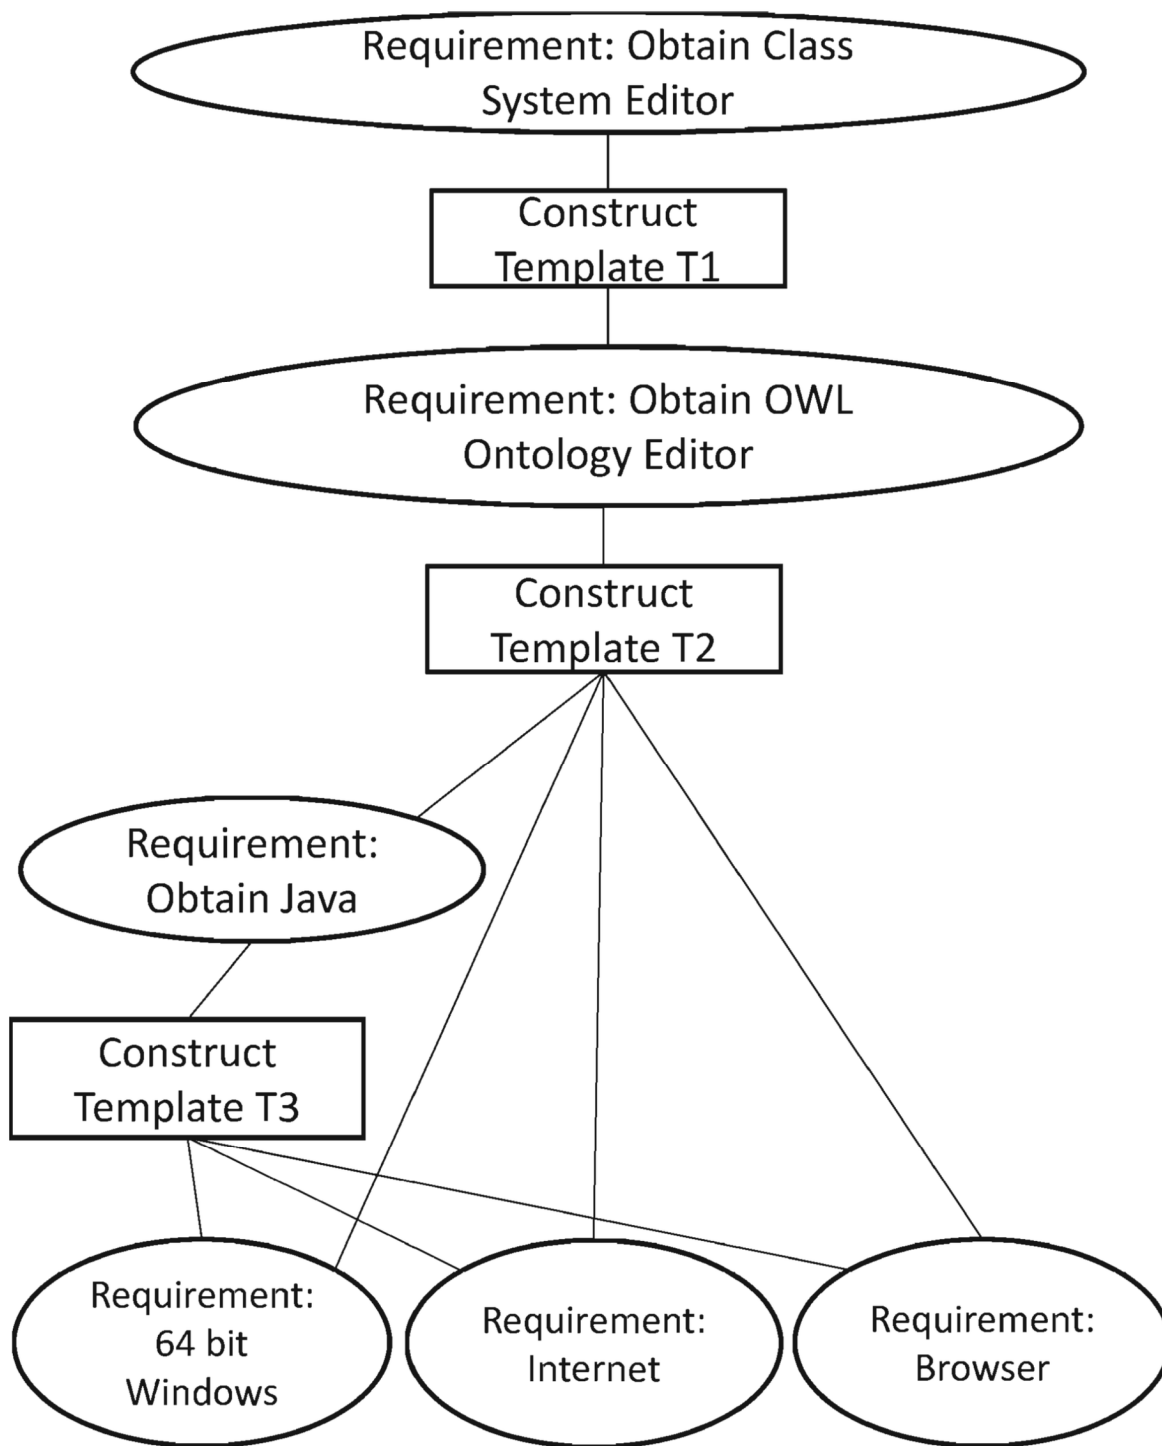 Requirement: Obtain Class
System Editor
Construct
Template T1
Requirement: Obtain OWL
Ontology Editor
Construct
Template T2
Requirement:
Obtain Java
Construct
Template T3
Requirement:
64 bit
Windows
Requirement:
Internet
Requirement:
Browser